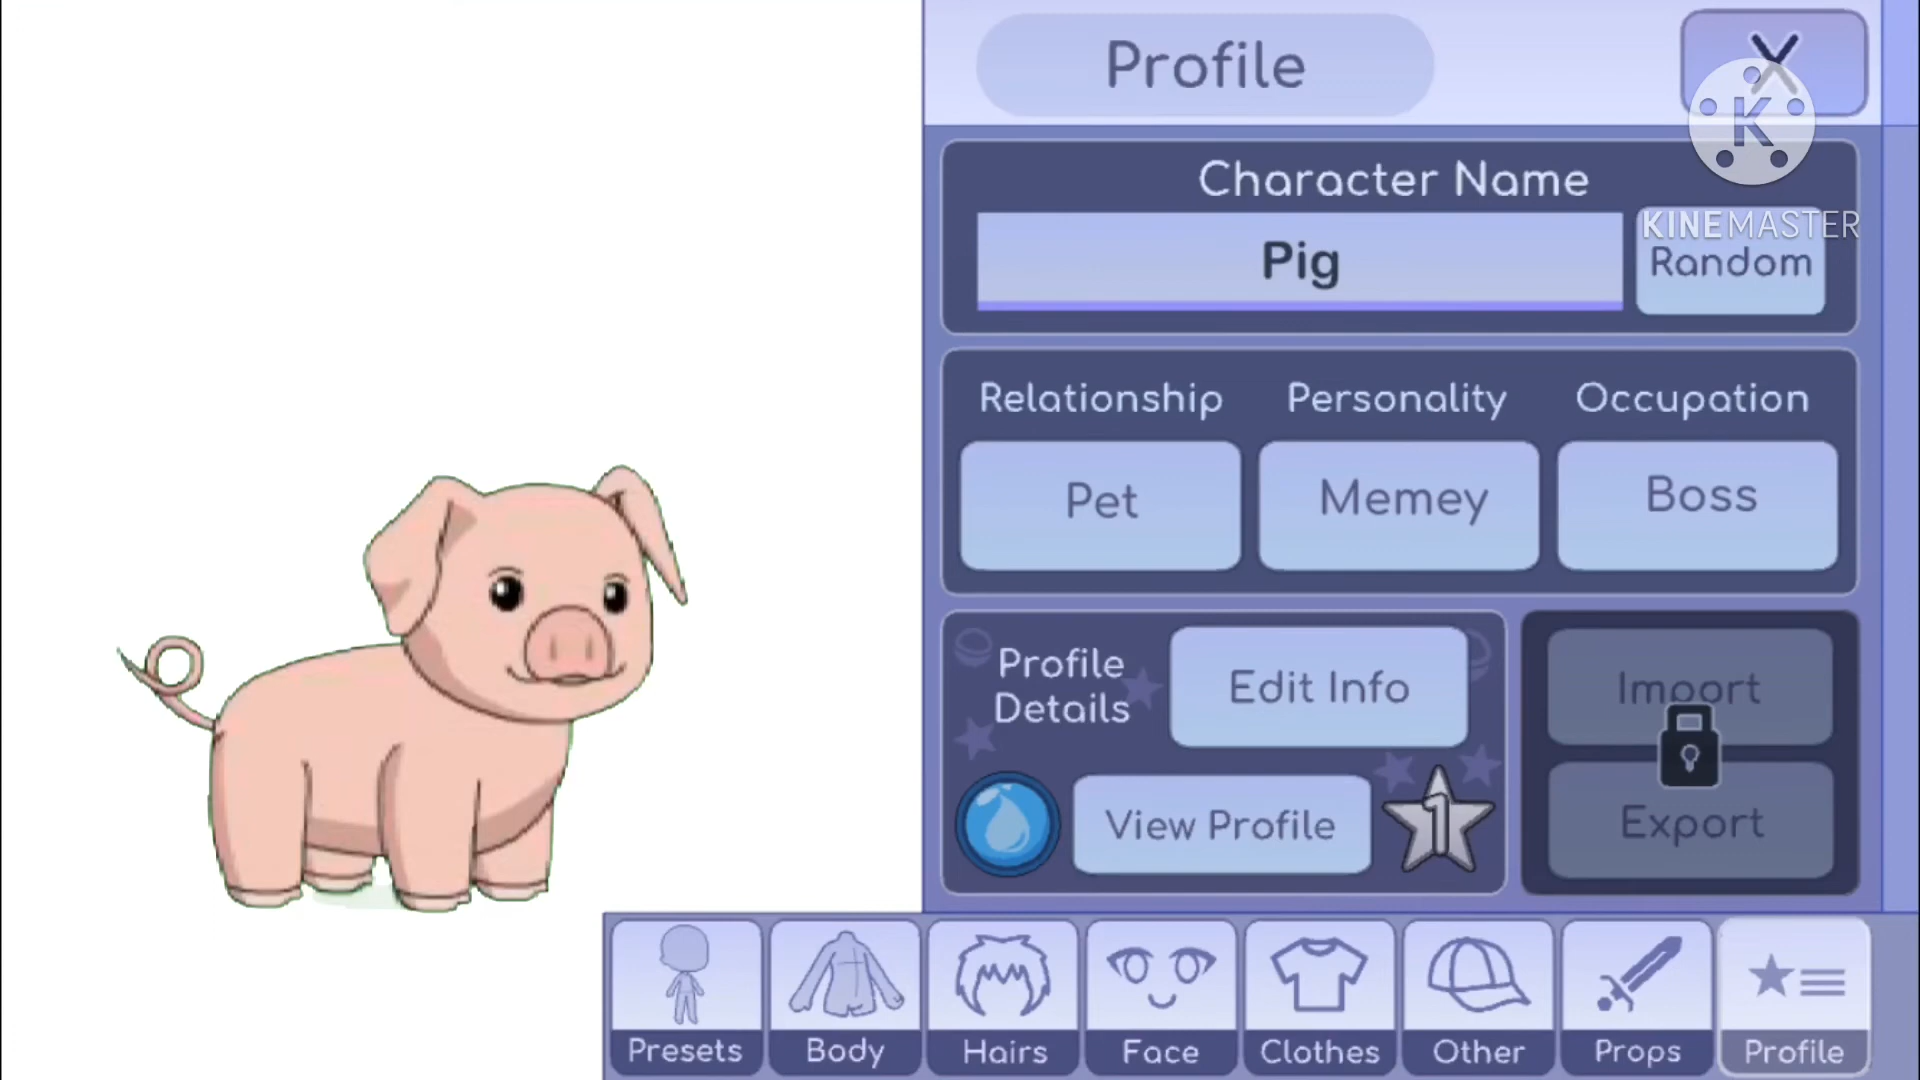 Profile
X
K
KINEMASTER
Character Name
Pig
Random
Relationship Personality Occupation
Pet Memey Boss
Profile
Details
Edit Info
Import
View Profile
1
Export
Presets Body Hairs Face Clothes Other Props Profile